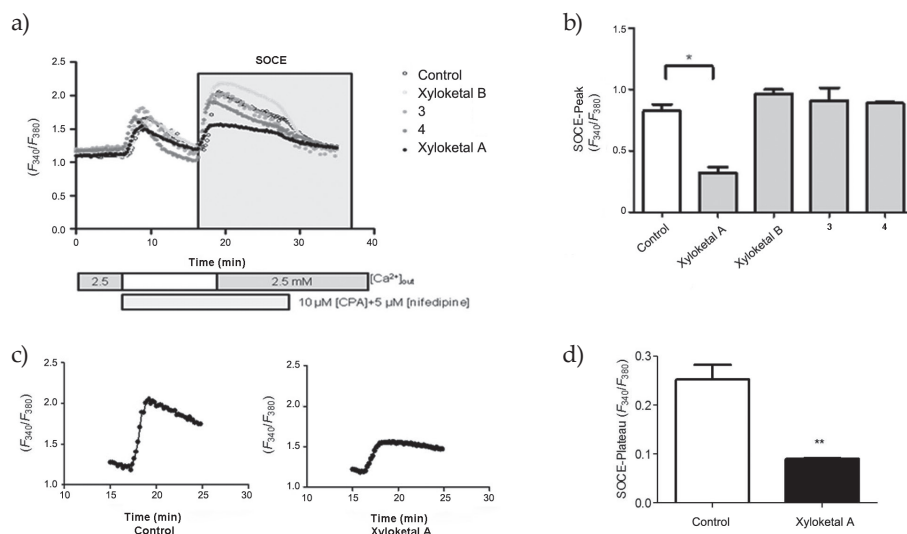 a)
SOCE
2.5
2.0
1.5
1.0
0.5
0.0
(F340/F380)
0 10 20 30 40
Time (min)
Control
Xyloketal B
3
4
Xyloketal A
2.5 2.5 mM [Ca²⁺]out
10 µM [CPA]+5 µM [nifedipine]
b)
1.5
1.0
0.5
0
SOCE-Peak
(F340/F380)
*
Control Xyloketal A Xyloketal B 3 4
c)
2.5
2.0
1.5
1.0
(F340/F380)
10 15 20 25 30
Time (min)
Control
2.5
2.0
1.5
1.0
(F340/F380)
10 15 20 25 30
Time (min)
Xyloketal A
d)
0.3
0.2
0.1
0.0
SOCE-Plateau (F340/F380)
**
Control Xyloketal A